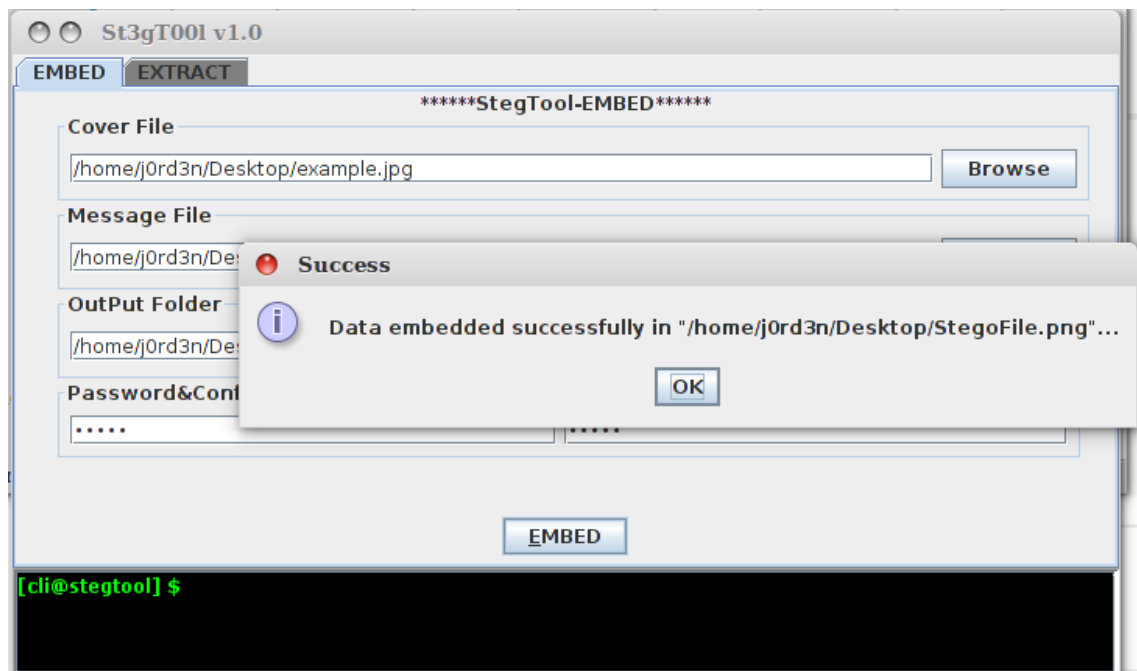 St3gT00l v1.0
EMBED EXTRACT
******StegTool-EMBED******
Cover File
/home/j0rd3n/Desktop/example.jpg
Browse
Message File
/home/j0rd3n/De
Success
Data embedded successfully in "/home/j0rd3n/Desktop/StegoFile.png"...
OK
OutPut Folder
/home/j0rd3n/De
Password&Conf
•••••
•••••
EMBED
[cli@stegtool] $